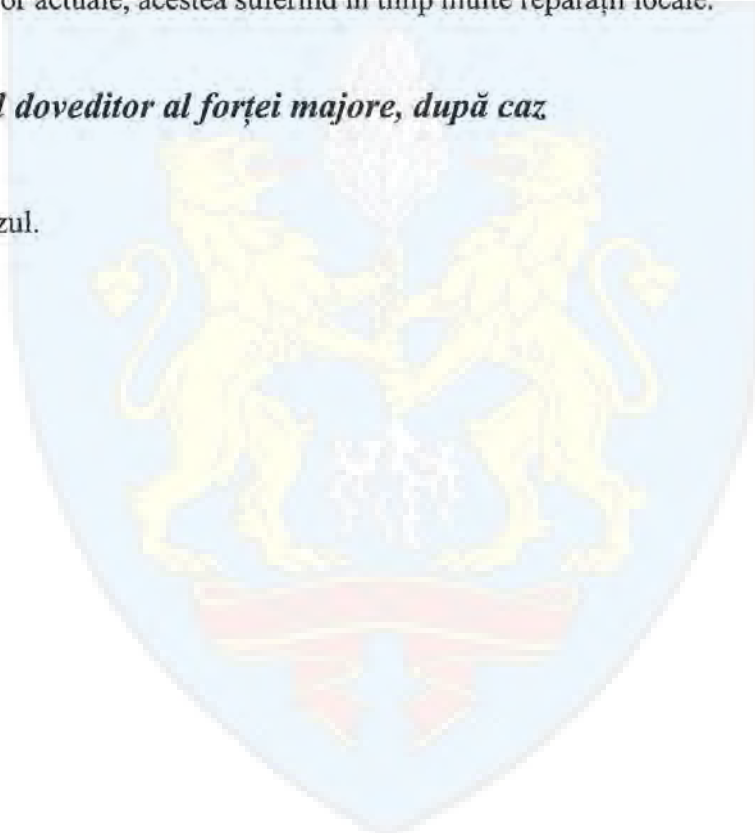 or actuale, acestea suferind în timp multe reparații locale.
l doveditor al forței majore, după caz
zul.